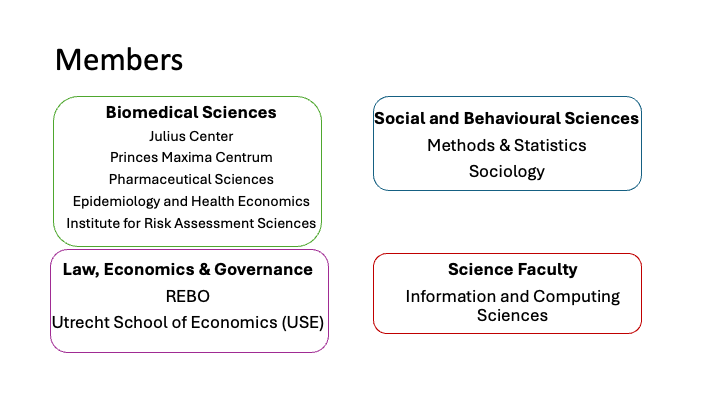 Members
Biomedical Sciences
Julius Center
Princes Maxima Centrum
Pharmaceutical Sciences
Epidemiology and Health Economics
Institute for Risk Assessment Sciences
Social and Behavioural Sciences
Methods & Statistics
Sociology
Law, Economics & Governance
REBO
Utrecht School of Economics (USE)
Science Faculty
Information and Computing
Sciences